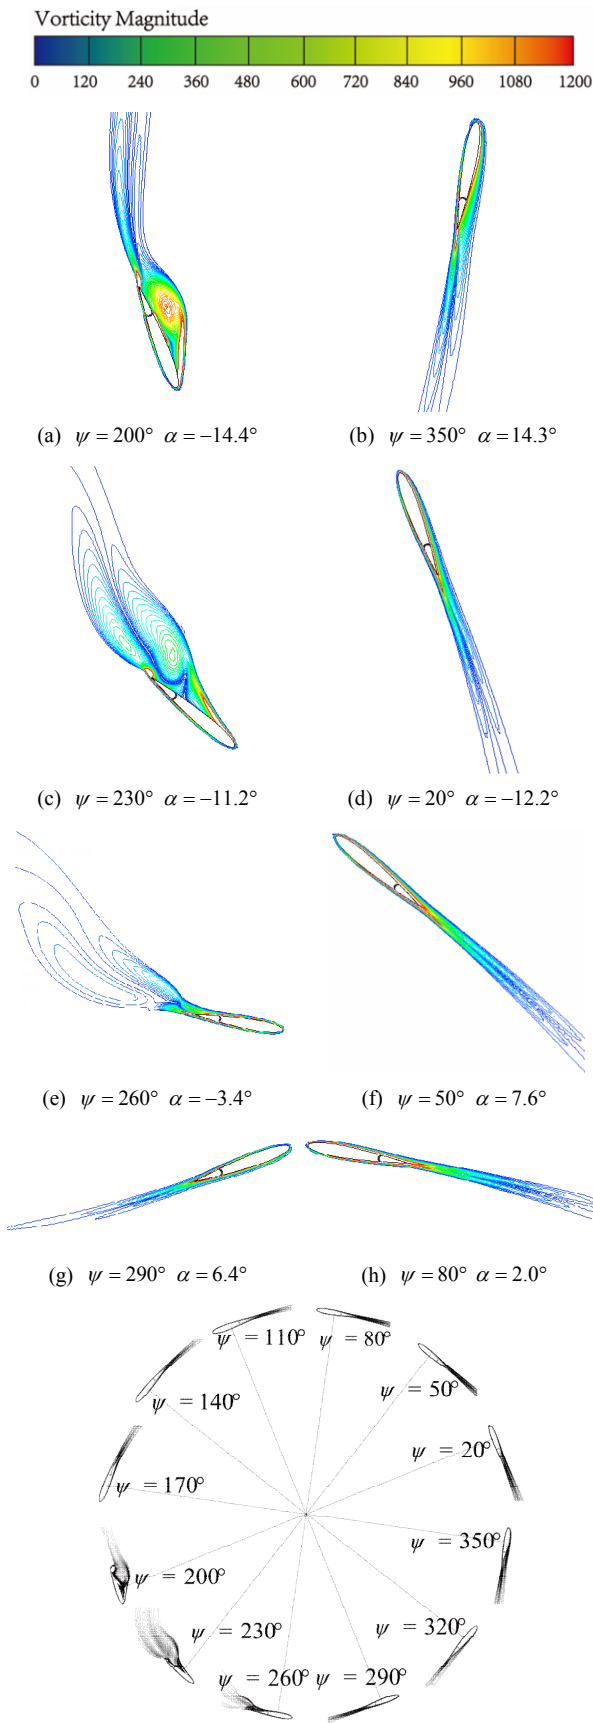 Vorticity Magnitude
0 120 240 360 480 600 720 840 960 1080 1200
(a) ψ = 200° α = −14.4°
(b) ψ = 350° α = 14.3°
(c) ψ = 230° α = −11.2°
(d) ψ = 20° α = −12.2°
(e) ψ = 260° α = −3.4°
(f) ψ = 50° α = 7.6°
(g) ψ = 290° α = 6.4°
(h) ψ = 80° α = 2.0°
ψ = 110° ψ = 80°
ψ = 50°
ψ = 140°
ψ = 20°
ψ = 170°
ψ = 350°
ψ = 200°
ψ = 320°
ψ = 230°
ψ = 260° ψ = 290°